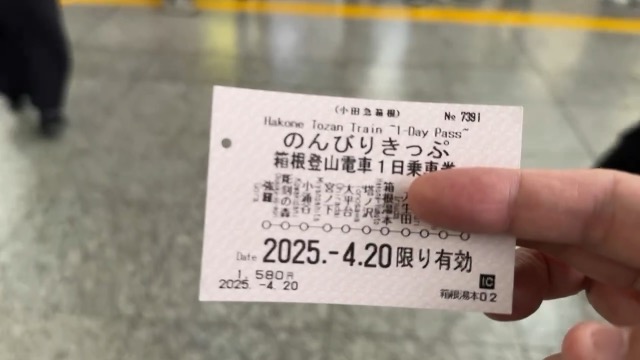 (小田急箱根)
№ 7391
Hakone Tozan Train ~1-Day Pass~
のんびりきっぷ
箱根登山電車1日乗車券
強羅
彫刻の森
小涌谷
宮ノ下
大平台
塔ノ沢
箱根湯本
Date 2025.-4.20限り有効
1,580円
2025.-4.20
IC
箱根湯本02